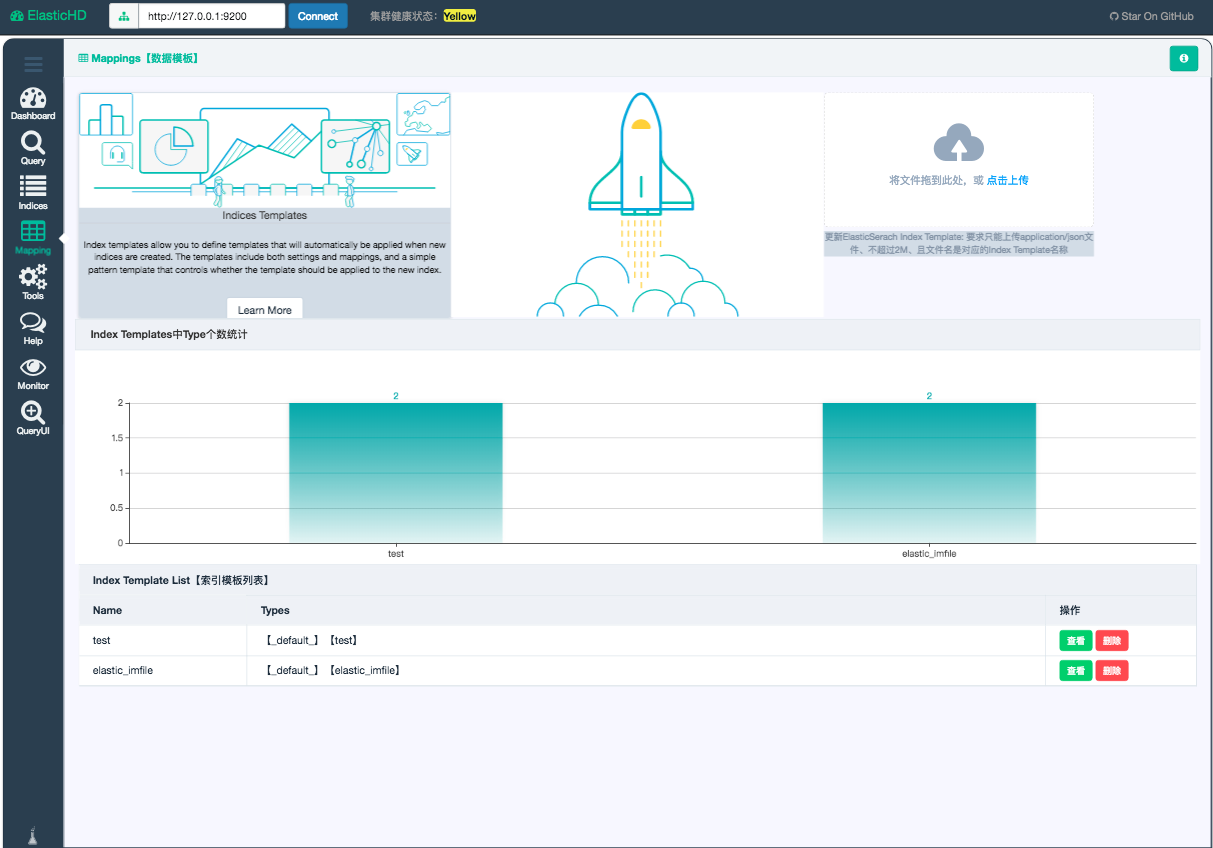 ElasticHD
http://127.0.0.1:9200
Connect
集群健康状态: Yellow
Star On GitHub
Dashboard
Query
Indices
Mapping
Tools
Help
Monitor
QueryUI
Mappings【数据模板】
Indices Templates
Index templates allow you to define templates that will automatically be applied when new
indices are created. The templates include both settings and mappings, and a simple
pattern template that controls whether the template should be applied to the new index.
Learn More
将文件拖到此处，或 点击上传
更新ElasticSerach Index Template: 要求只能上传application/json文
件、不超过2M、且文件名是对应的Index Template名称
Index Templates中Type个数统计
2
1.5
1
0.5
0
2
2
test
elastic_imfile
Index Template List【索引模板列表】
Name Types 操作
test 【_default_】【test】 查看 删除
elastic_imfile 【_default_】【elastic_imfile】 查看 删除